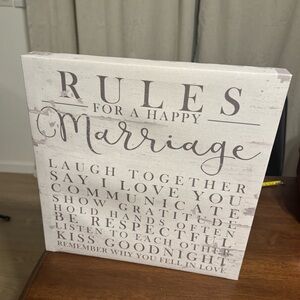 RULES
FOR A HAPPY
Marriage
LAUGH TOGETHER
SAY I LOVE YOU
COMMUNICATE
SHOW GRATITUDE
HOLD HANDS OFTEN
BE RESPECTFUL
LISTEN TO EACH OTHER
KISS GOODNIGHT
REMEMBER WHY YOU FELL IN LOVE